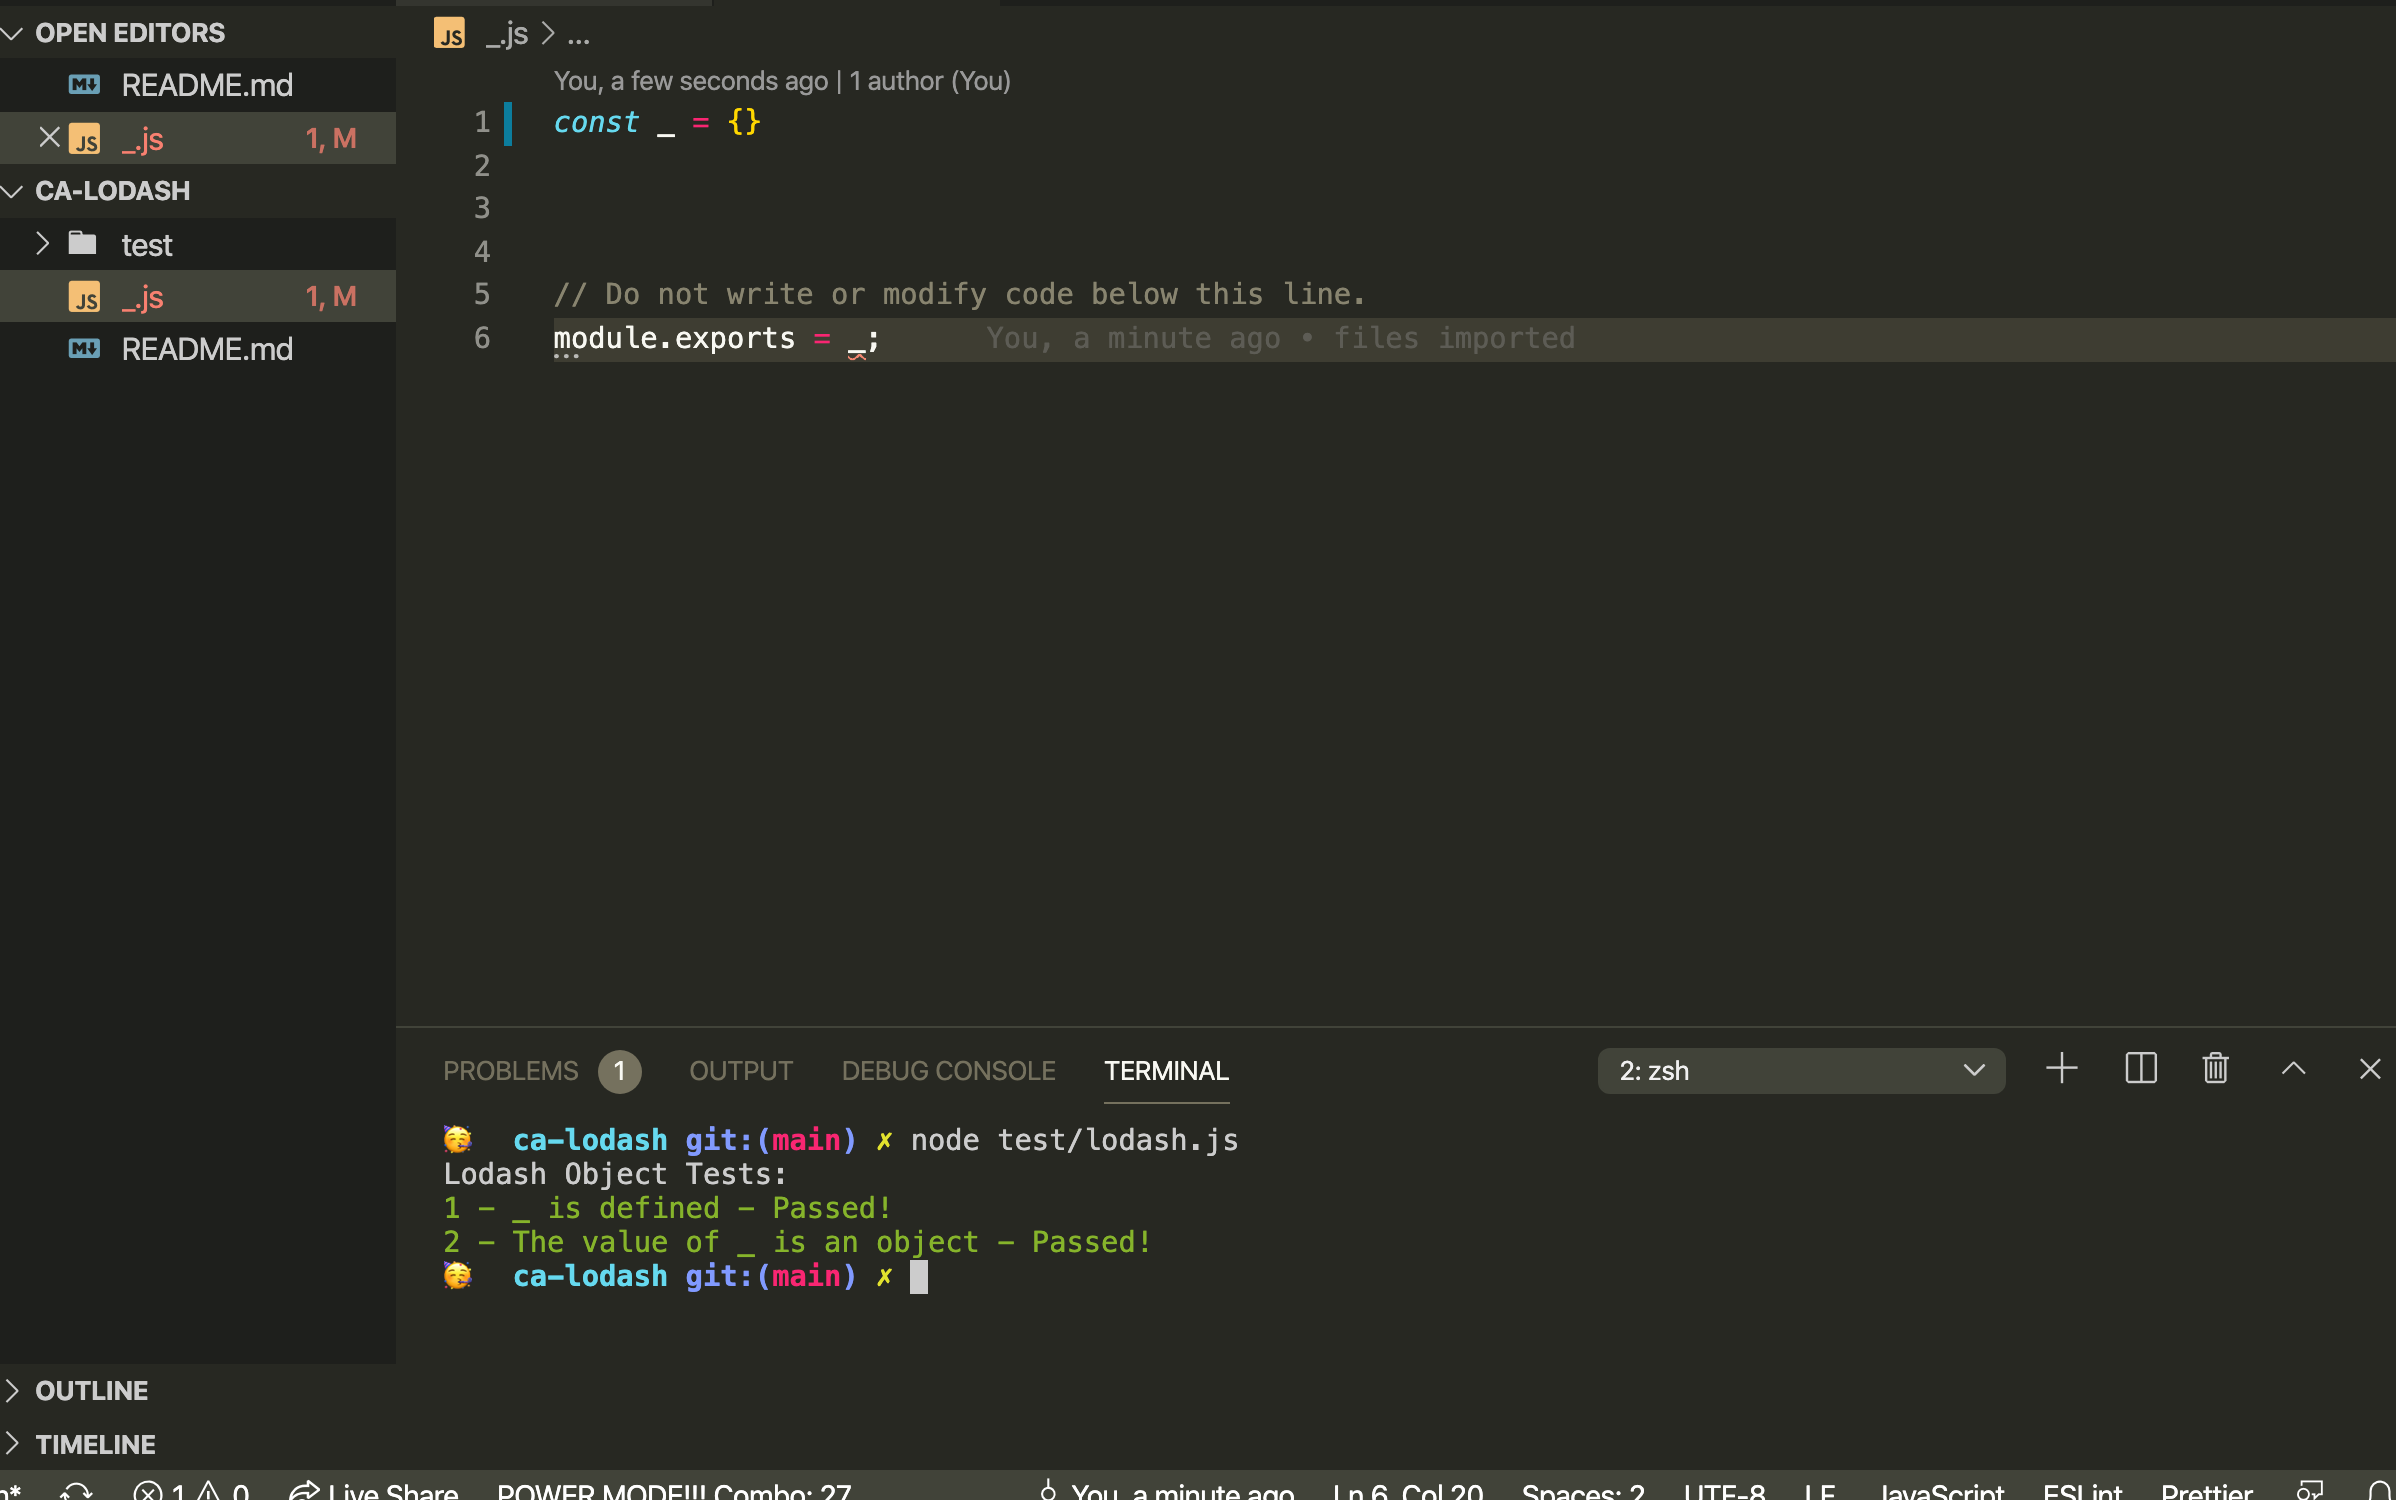 OPEN EDITORS
README.md
_.js 1, M
CA-LODASH
test
_.js 1, M
README.md
OUTLINE
TIMELINE
JS _.js > ...
You, a few seconds ago | 1 author (You)
1 const _ = {}
2
3
4
5 // Do not write or modify code below this line.
6 module.exports = _; You, a minute ago • files imported
PROBLEMS 1 OUTPUT DEBUG CONSOLE TERMINAL 2: zsh
ca-lodash git:(main) ✗ node test/lodash.js
Lodash Object Tests:
1 - _ is defined - Passed!
2 - The value of _ is an object - Passed!
ca-lodash git:(main) ✗
1 0 Live Share POWER MODE!!! Combo: 27 You, a minute ago Ln 6, Col 20 Spaces: 2 UTF-8 LF JavaScript ESLint Prettier